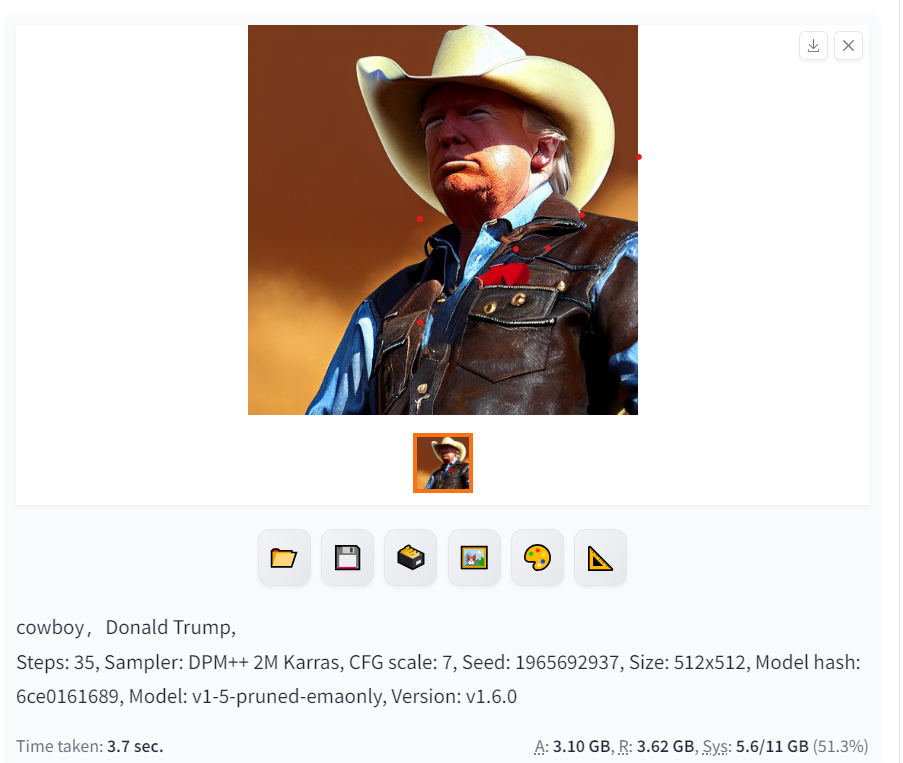 cowboy， Donald Trump,
Steps: 35, Sampler: DPM++ 2M Karras, CFG scale: 7, Seed: 1965692937, Size: 512x512, Model hash:
6ce0161689, Model: v1-5-pruned-emaonly, Version: v1.6.0
Time taken: 3.7 sec. A: 3.10 GB, R: 3.62 GB, Sys: 5.6/11 GB (51.3%)